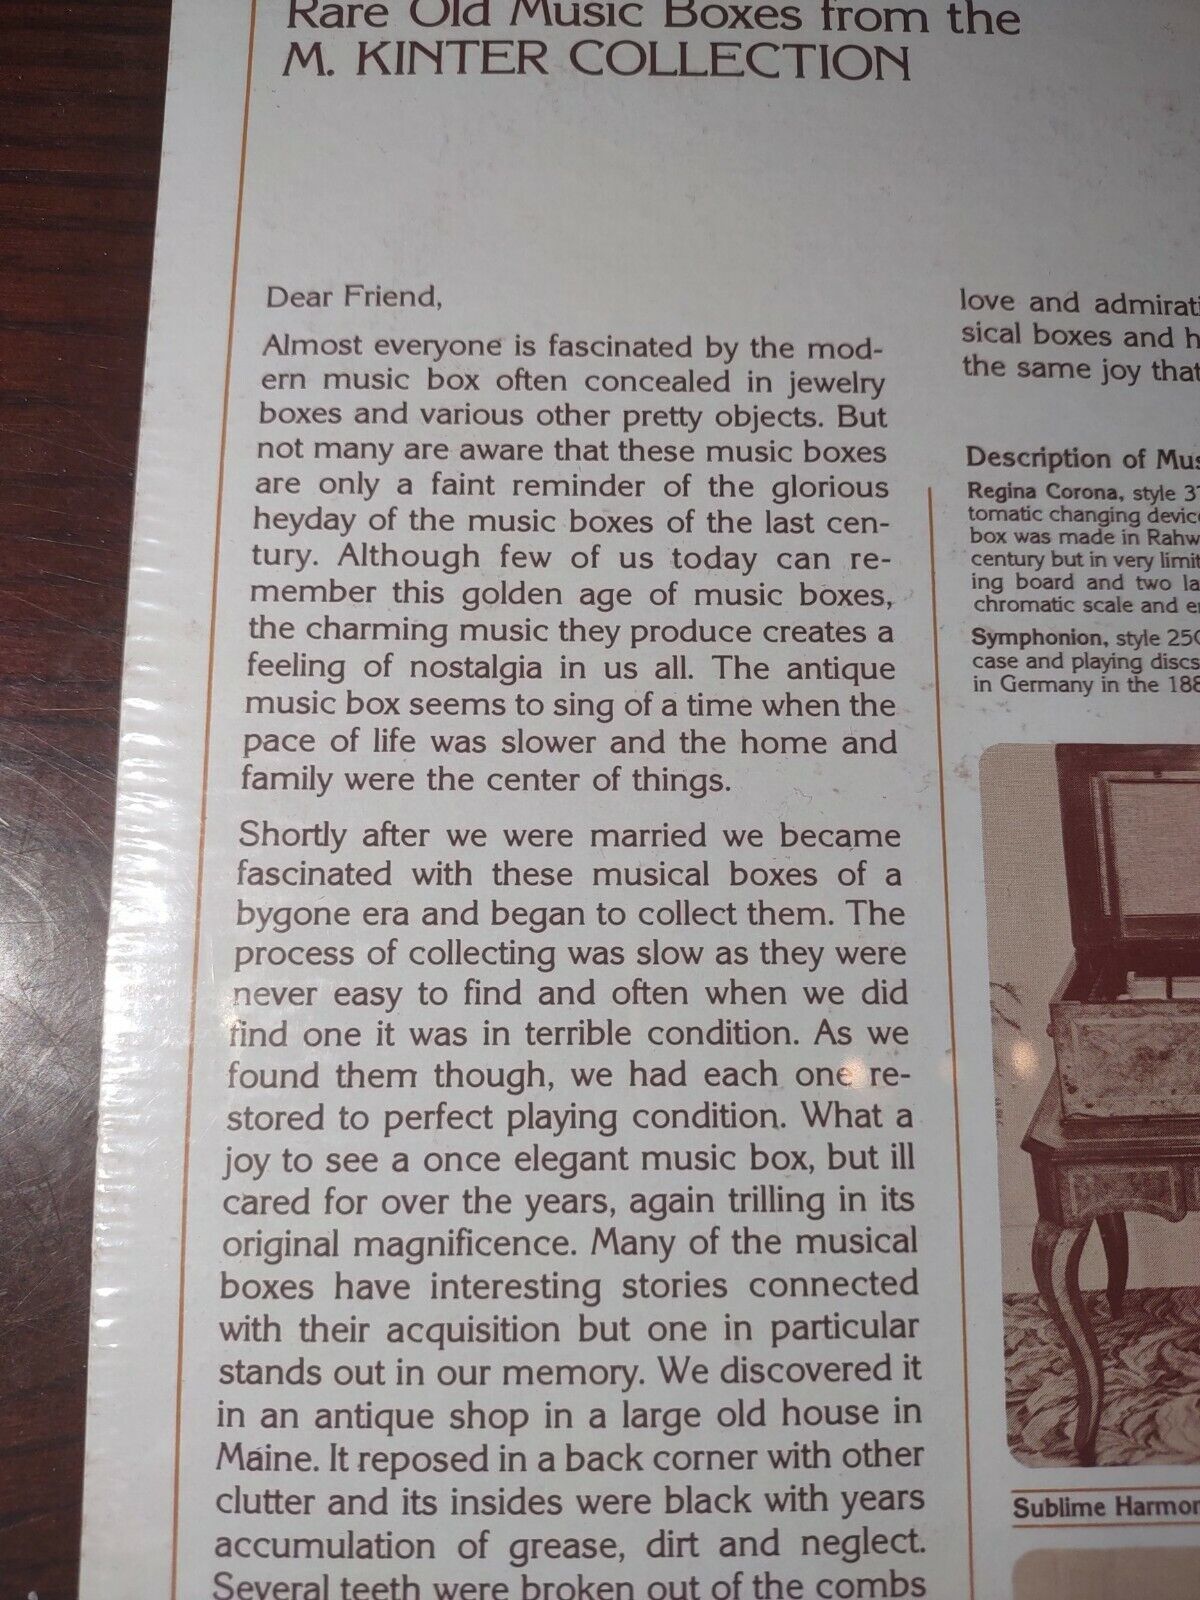 Rare Old Music Boxes from the
M. KINTER COLLECTION
Dear Friend,
Almost everyone is fascinated by the mod-
ern music box often concealed in jewelry
boxes and various other pretty objects. But
not many are aware that these music boxes
are only a faint reminder of the glorious
heyday of the music boxes of the last cen-
tury. Although few of us today can re-
member this golden age of music boxes,
the charming music they produce creates a
feeling of nostalgia in us all. The antique
music box seems to sing of a time when the
pace of life was slower and the home and
family were the center of things.
Shortly after we were married we became
fascinated with these musical boxes of a
bygone era and began to collect them. The
process of collecting was slow as they were
never easy to find and often when we did
find one it was in terrible condition. As we
found them though, we had each one re-
stored to perfect playing condition. What a
joy to see a once elegant music box, but ill
cared for over the years, again trilling in its
original magnificence. Many of the musical
boxes have interesting stories connected
with their acquisition but one in particular
stands out in our memory. We discovered it
in an antique shop in a large old house in
Maine. It reposed in a back corner with other
clutter and its insides were black with years
accumulation of grease, dirt and neglect.
Several teeth were broken out of the combs
love and admirati
sical boxes and h
the same joy that
Description of Mus
Regina Corona, style 3
tomatic changing device
box was made in Rahw
century but in very limit
ing board and two la
chromatic scale and e
Symphonion, style 25
case and playing discs
in Germany in the 188
Sublime Harmon